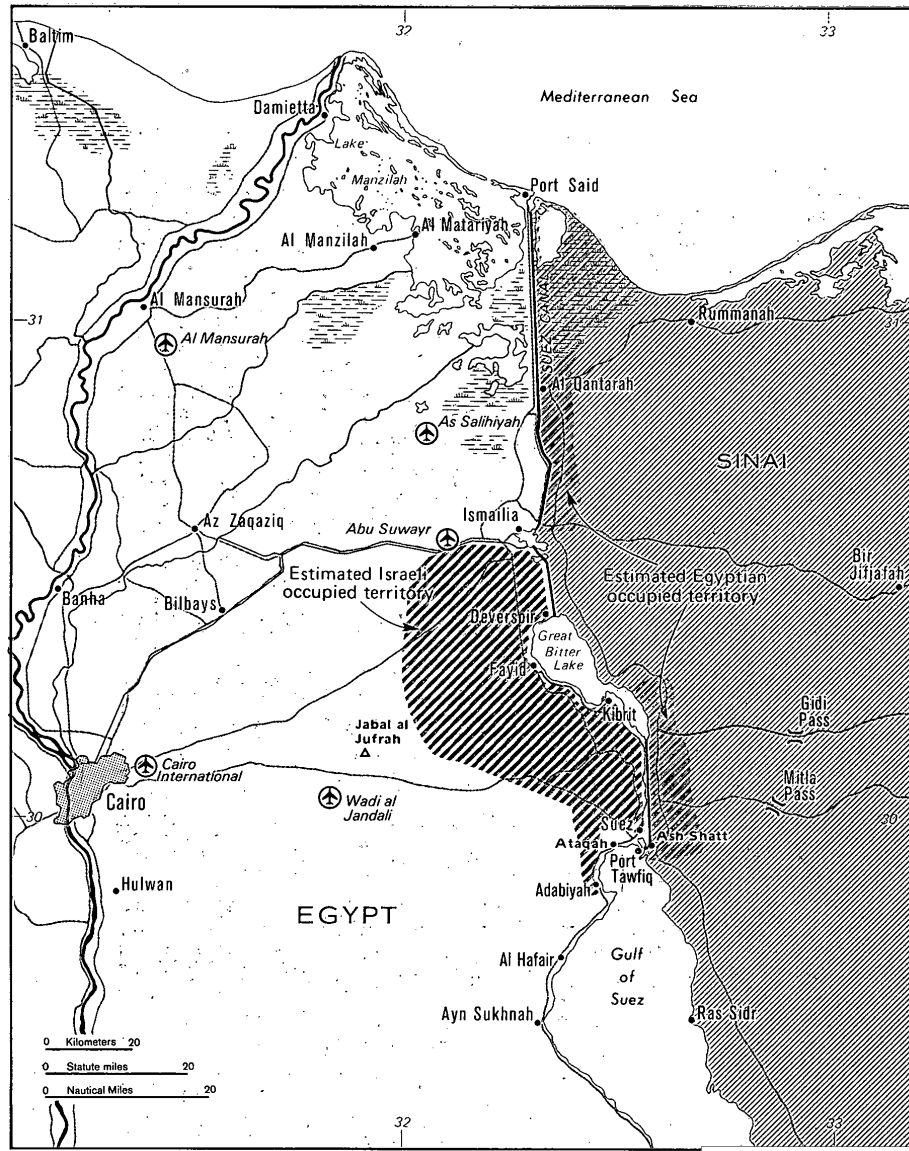 32
33
Baltim
Mediterranean Sea
Damietta
Lake
Manzilah
Port Said
Al Matariyah
Al Manzilah
Al Mansurah
31
Rummanah
31
Al Mansurah
Al Qantarah
As Salihiyah
SINAI
Ismailia
Az Zaqaziq
Abu Suwayr
Bir
Jifjafah
Estimated Israeli
occupied territory
Estimated Egyptian
occupied territory
Banha
Bilbays
Deversoir
Great
Bitter
Lake
Fayid
Kibrit
Gidi
Pass
Jabal al
Jufrah
Cairo
International
Mitla
Pass
Cairo
Wadi al
Jandali
30
30
Suez
Ash Shatt
Ataqah
Port
Tawfiq
Adabiyah
Hulwan
EGYPT
Al Hafair
Gulf
of
Suez
Ayn Sukhnah
Ras Sidr
0 Kilometers 20
0 Statute miles 20
0 Nautical Miles 20
32
33